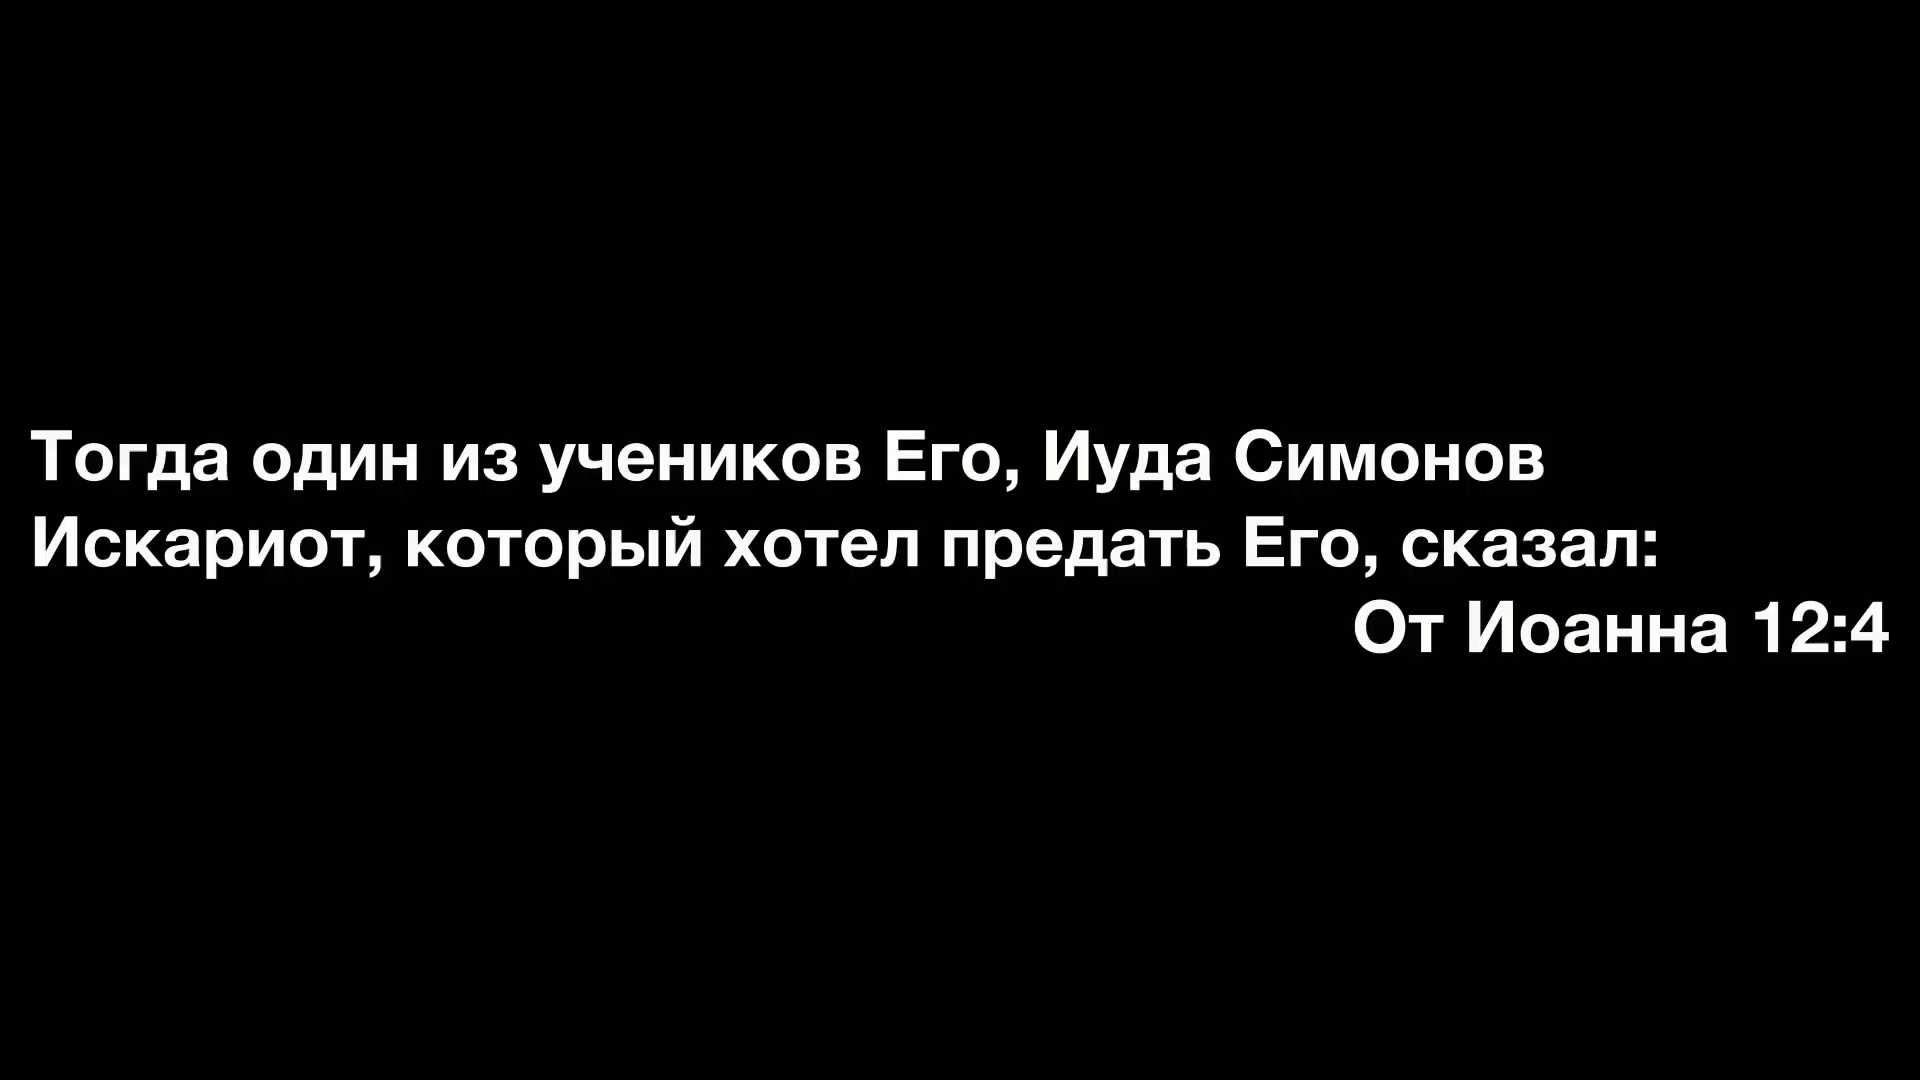 Тогда один из учеников Его, Иуда Симонов
Искариот, который хотел предать Его, сказал:
От Иоанна 12:4